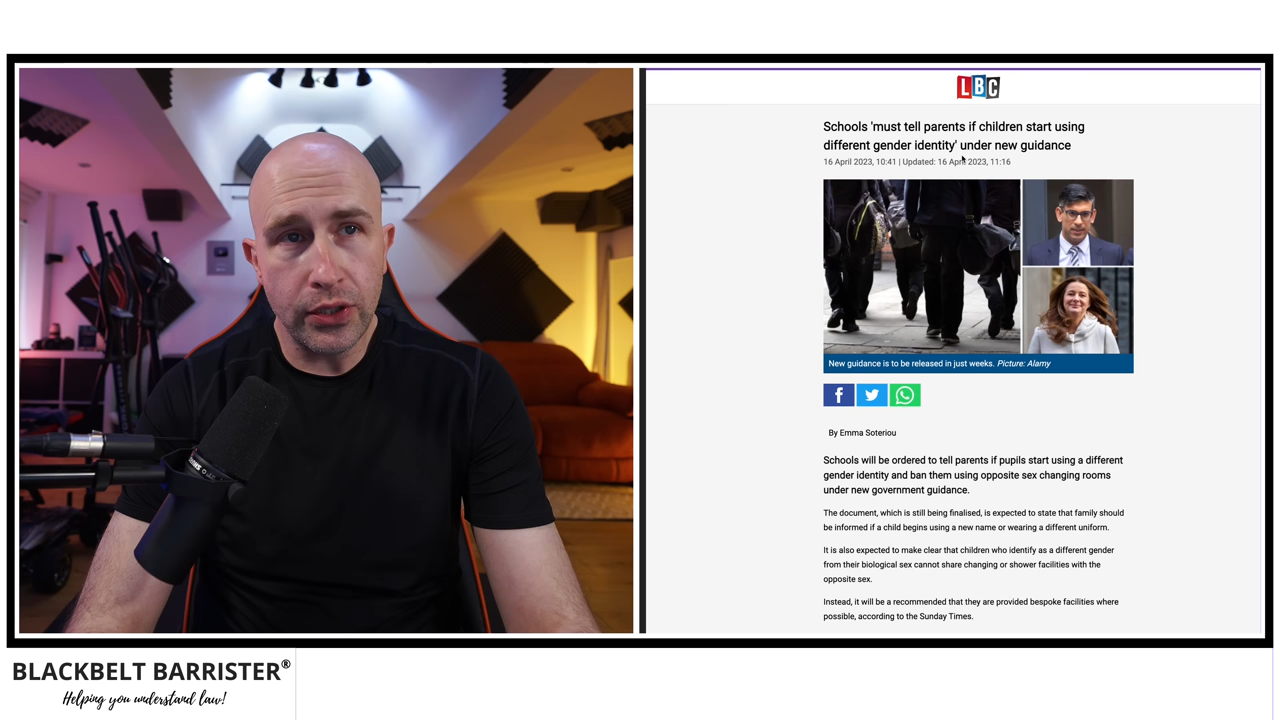 LBC
Schools 'must tell parents if children start using
different gender identity' under new guidance
16 April 2023, 10:41 | Updated: 16 April 2023, 11:16
New guidance is to be released in just weeks. Picture: Alamy
By Emma Soteriou
Schools will be ordered to tell parents if pupils start using a different
gender identity and ban them using opposite sex changing rooms
under new government guidance.
The document, which is still being finalised, is expected to state that family should
be informed if a child begins using a new name or wearing a different uniform.
It is also expected to make clear that children who identify as a different gender
from their biological sex cannot share changing or shower facilities with the
opposite sex.
Instead, it will be a recommended that they are provided bespoke facilities where
possible, according to the Sunday Times.
BLACKBELT BARRISTER®
Helping you understand law!